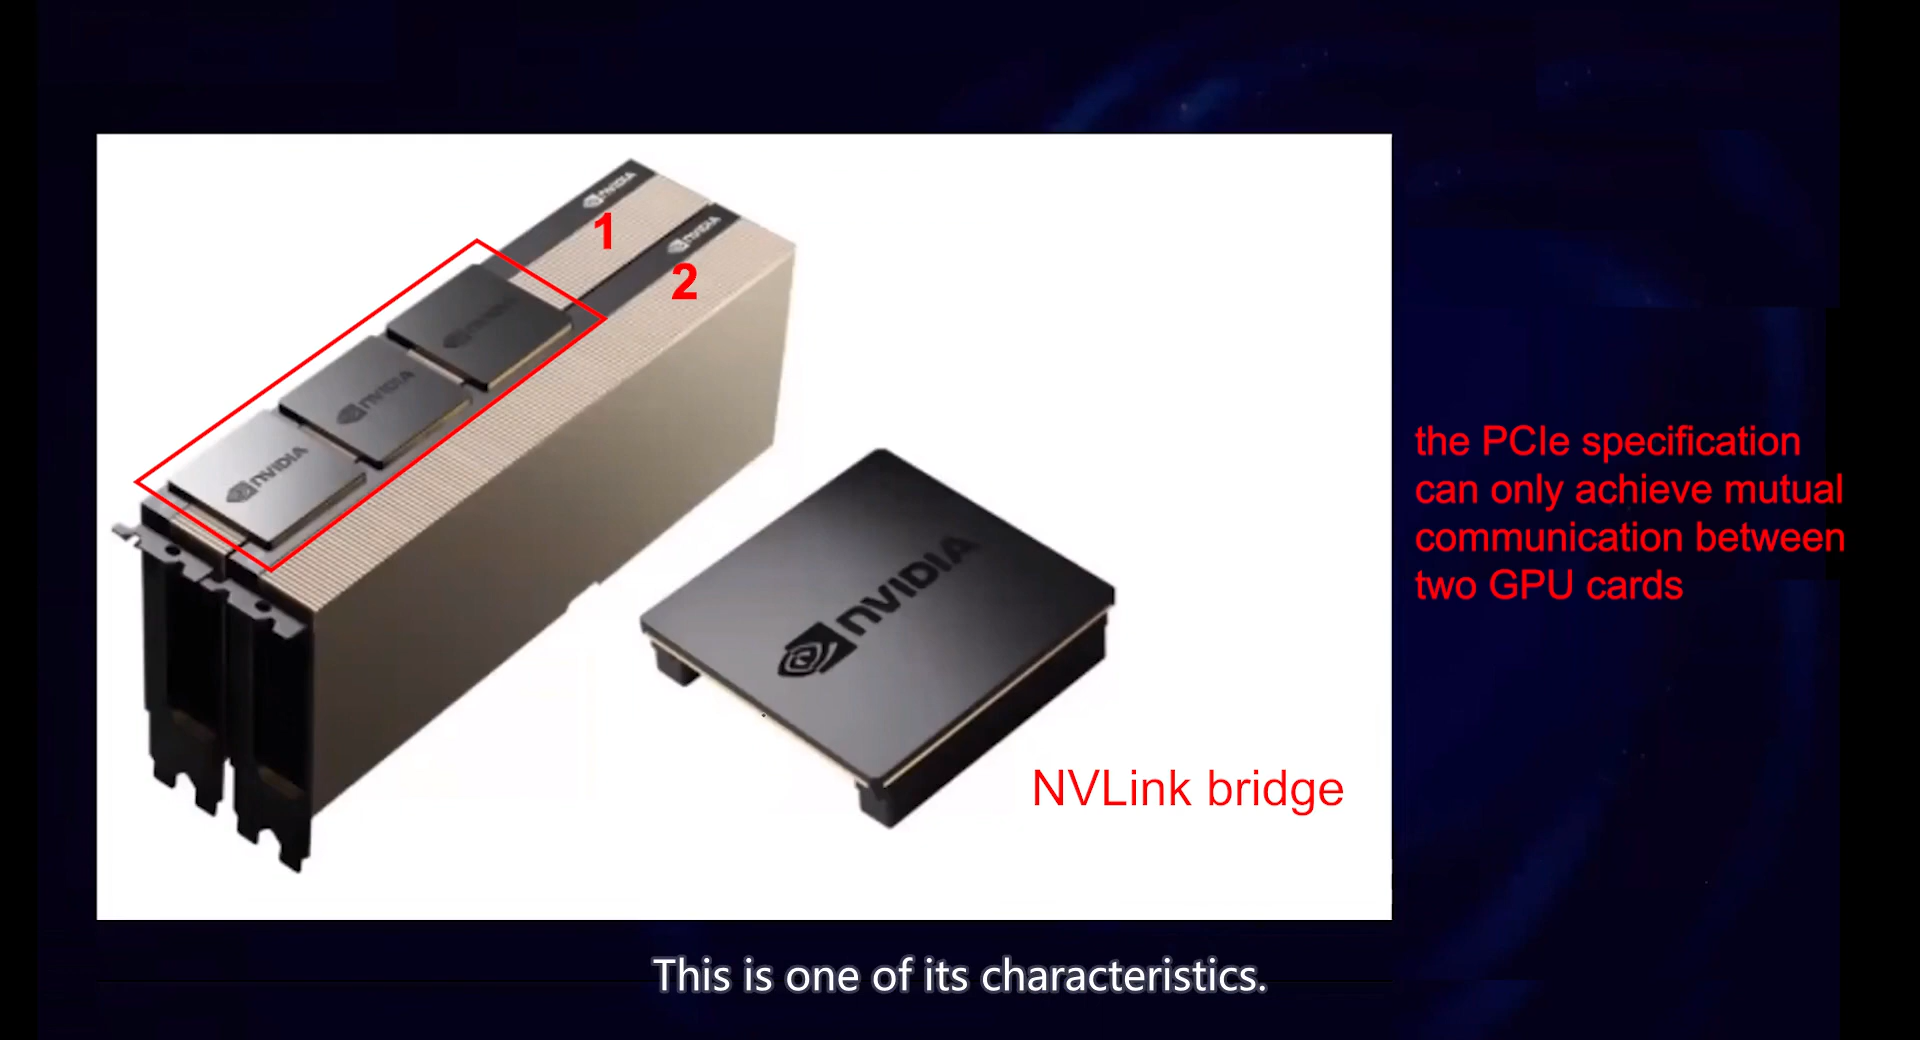 NVIDIA
1
NVIDIA
2
NVIDIA
NVIDIA
NVIDIA
NVIDIA
the PCIe specification
can only achieve mutual
communication between
two GPU cards
NVLink bridge
This is one of its characteristics.